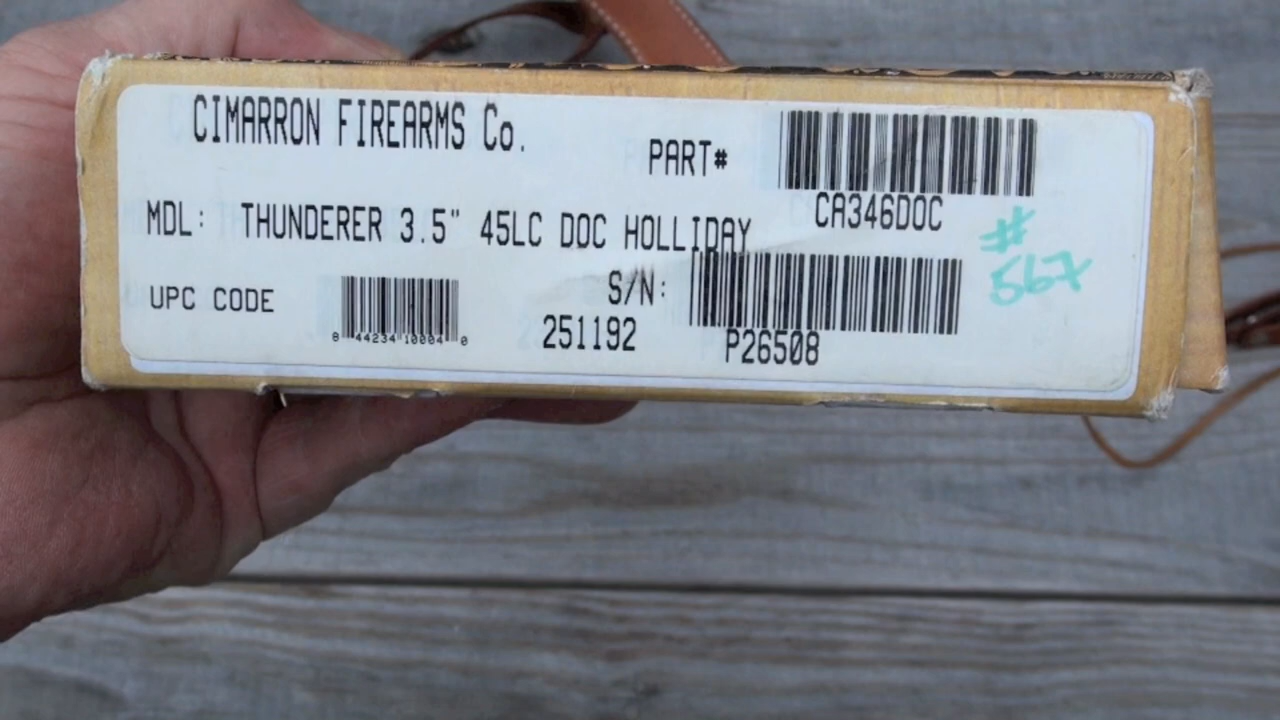 CIMARRON FIREARMS Co.
PART#
CA346DOC
MDL: THUNDERER 3.5" 45LC DOC HOLLIDAY
#
567
UPC CODE
8 44234 10004 0
S/N:
251192
P26508